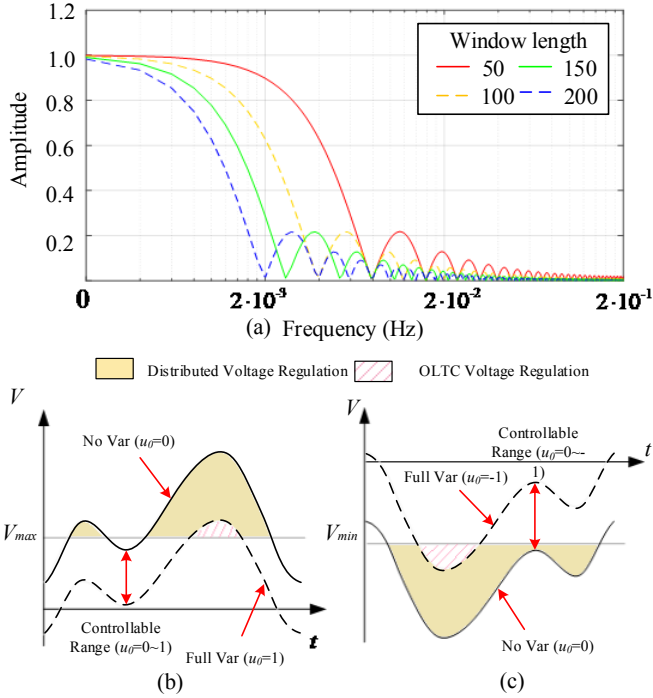 1.2
1.0
0.8
0.6
0.4
0.2
Amplitude
Window length
50 150
100 200
0 2·10⁻³ 2·10⁻² 2·10⁻¹
(a) Frequency (Hz)
Distributed Voltage Regulation OLTC Voltage Regulation
V
No Var (u₀=0)
Vmax
Controllable
Range (u₀=0~1)
Full Var (u₀=1)
t
(b)
V
Controllable
Range (u₀=0~-
1)
t
Full Var (u₀=-1)
Vmin
No Var (u₀=0)
(c)